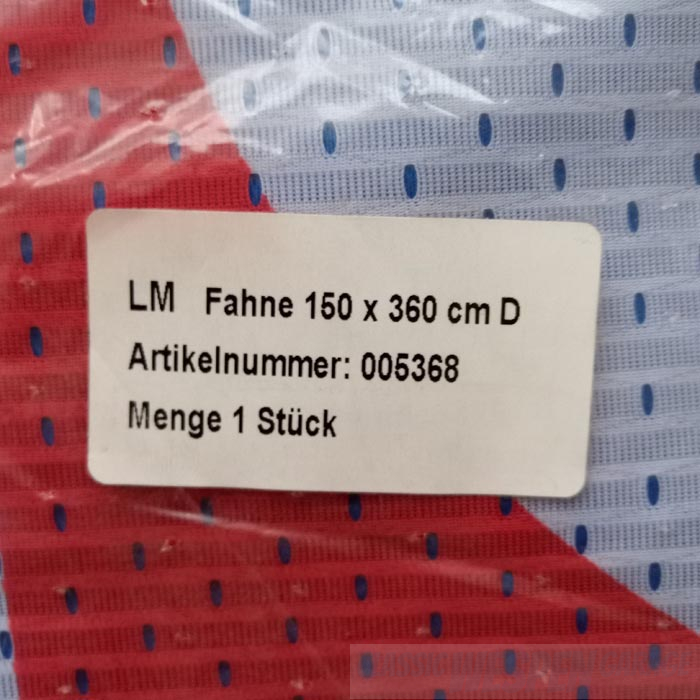 LM Fahne 150 x 360 cm D
Artikelnummer: 005368
Menge 1 Stück